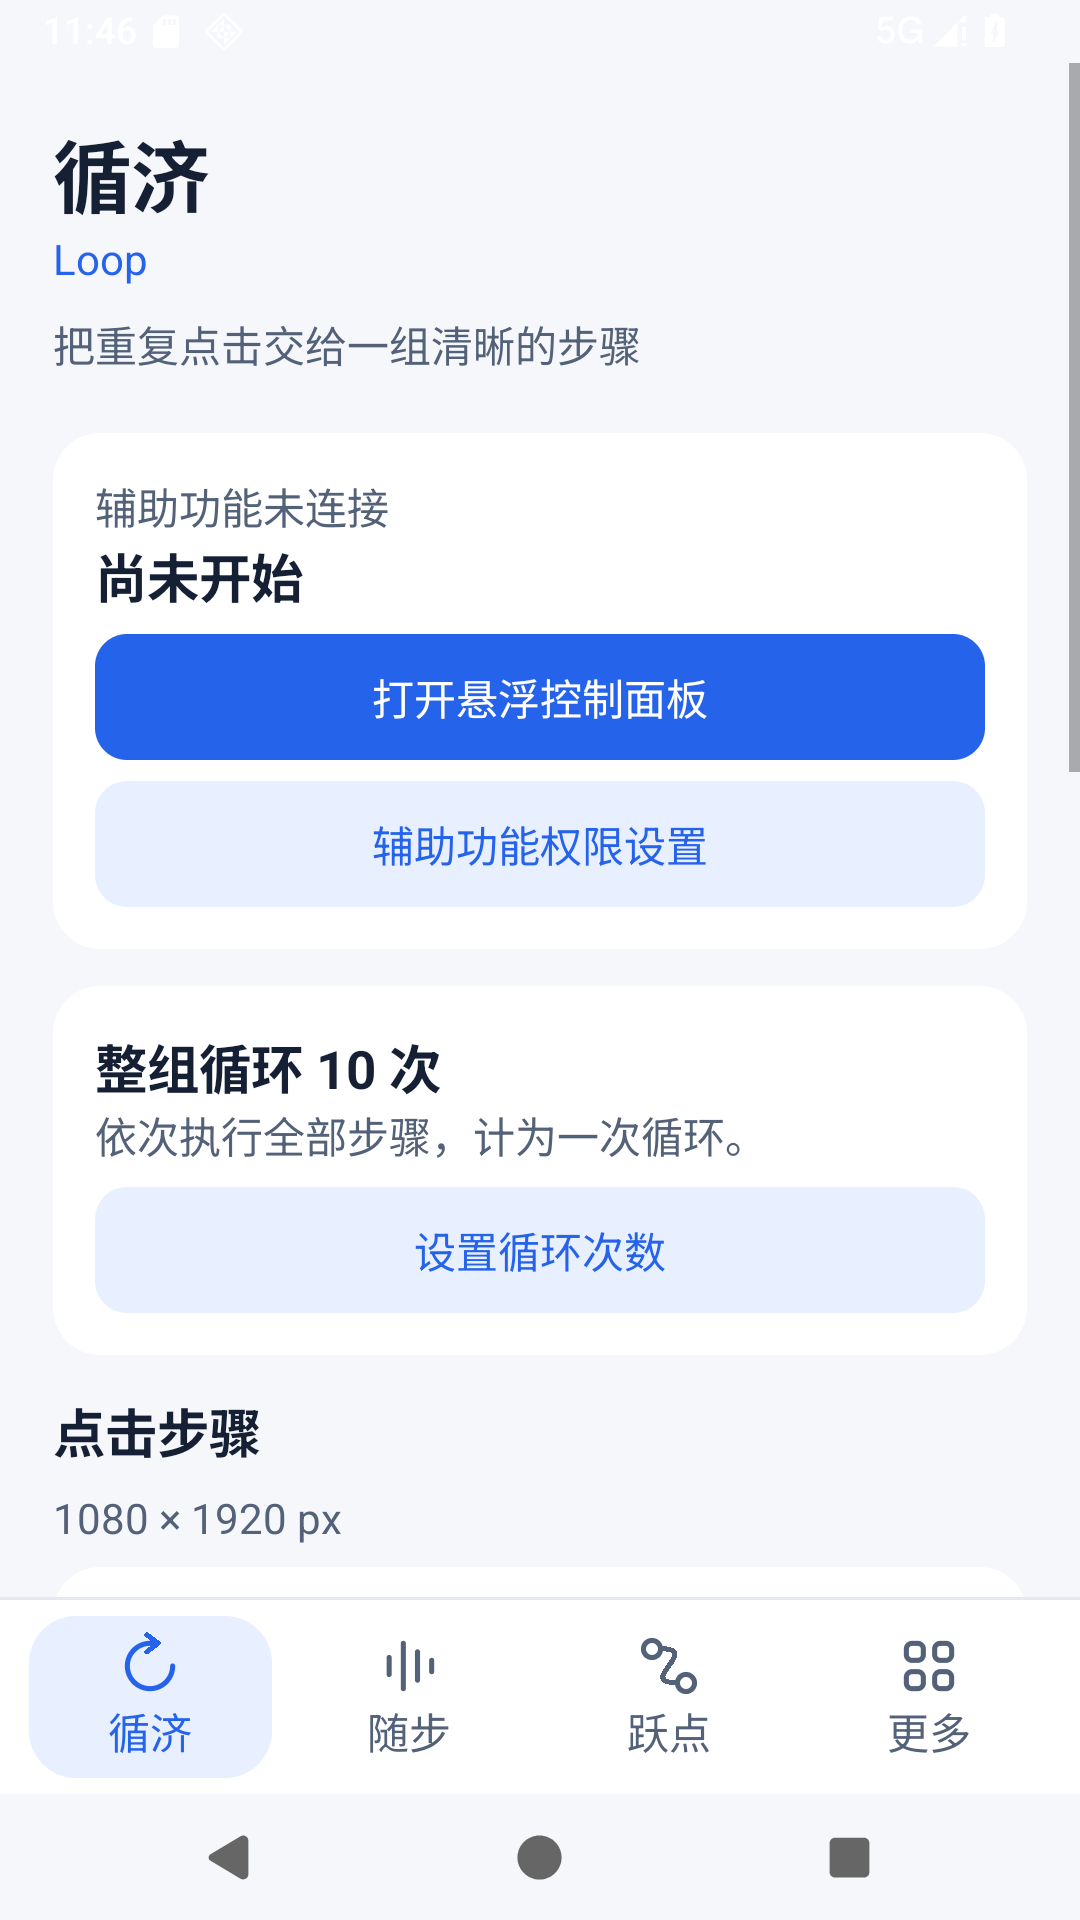 11:46
5G
循济
Loop
把重复点击交给一组清晰的步骤
辅助功能未连接
尚未开始
打开悬浮控制面板
辅助功能权限设置
整组循环 10 次
依次执行全部步骤，计为一次循环。
设置循环次数
点击步骤
1080 × 1920 px
循济
随步
跃点
更多